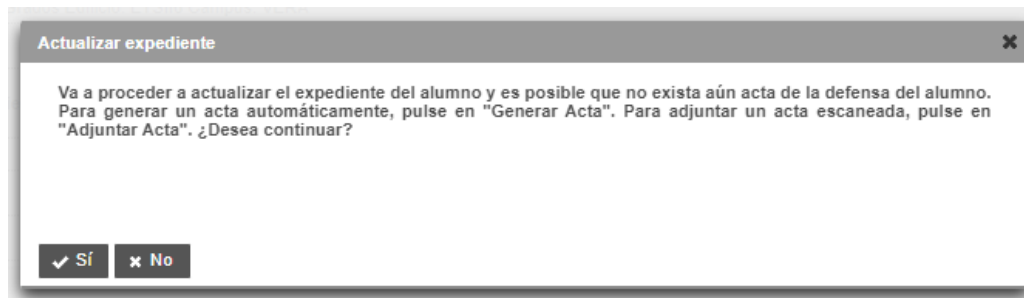 Actualizar expediente
Va a proceder a actualizar el expediente del alumno y es posible que no exista aún acta de la defensa del alumno.
Para generar un acta automáticamente, pulse en "Generar Acta". Para adjuntar un acta escaneada, pulse en
"Adjuntar Acta". ¿Desea continuar?
Sí
No